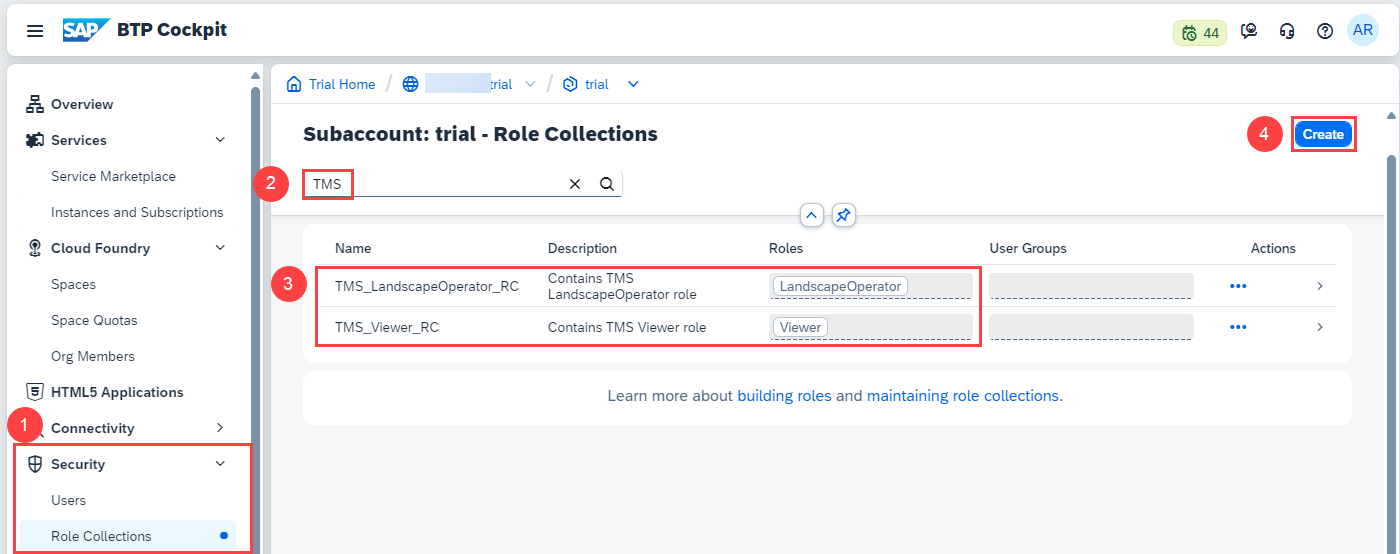 SAP BTP Cockpit
44
AR
Overview
Services
Service Marketplace
Instances and Subscriptions
Cloud Foundry
Spaces
Space Quotas
Org Members
HTML5 Applications
1
Connectivity
Security
Users
Role Collections
Trial Home / trial / trial
Subaccount: trial - Role Collections
4
Create
2
TMS
Name Description Roles User Groups Actions
3
TMS_LandscapeOperator_RC
Contains TMS
LandscapeOperator role
LandscapeOperator
TMS_Viewer_RC Contains TMS Viewer role Viewer
Learn more about building roles and maintaining role collections.